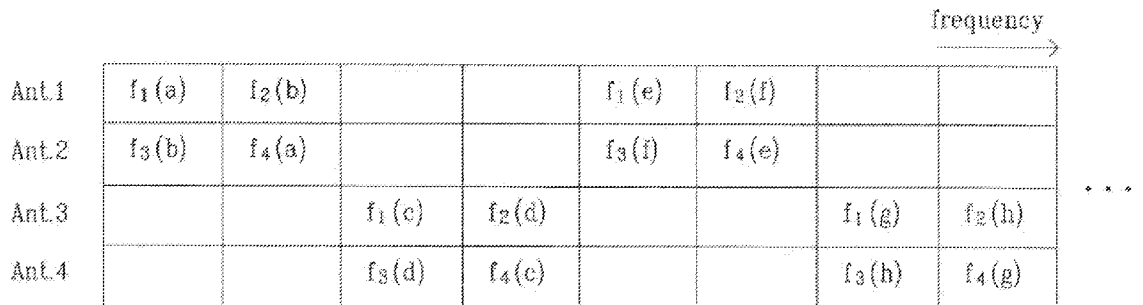 frequency
Ant.1 f₁(a) f₂(b) f₁(e) f₂(f)
Ant.2 f₃(b) f₄(a) f₃(f) f₄(e)
Ant.3 f₁(c) f₂(d) f₁(g) f₂(h)
...
Ant.4 f₃(d) f₄(c) f₃(h) f₄(g)